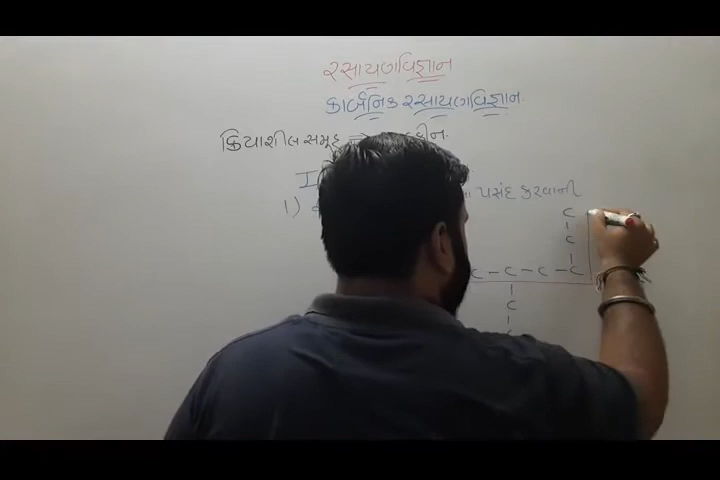 રસાયણવિજ્ઞાન
કાર્બનિક રસાયણવિજ્ઞાન
ક્રિયાશીલ સમૂહ
1)
પસંદ કરવાની
C
C
C - C - C - C
C